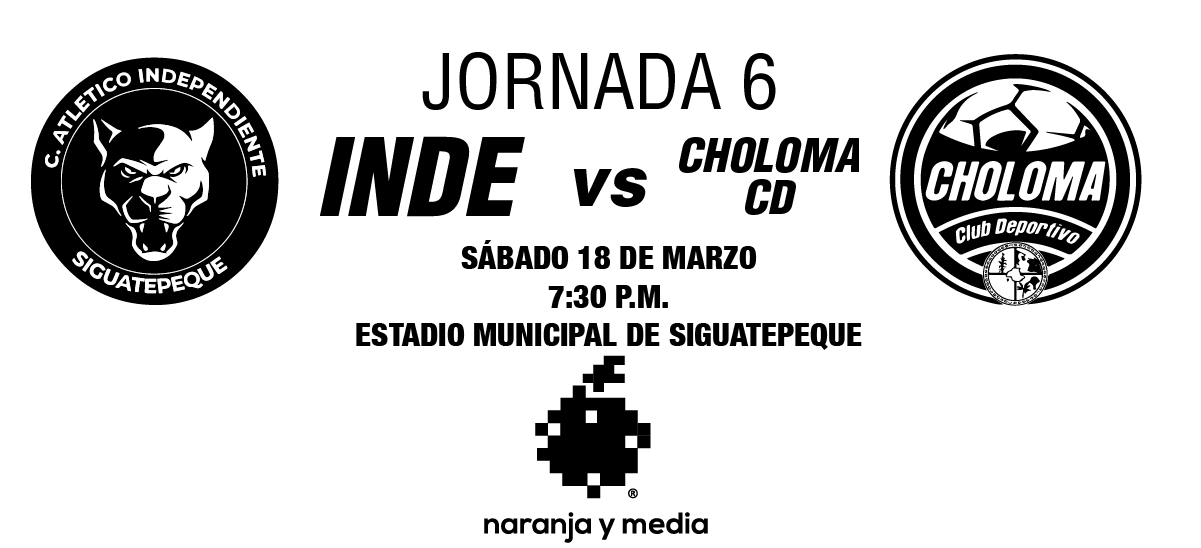 JORNADA 6
C. ATLETICO INDEPENDIENTE
SIGUATEPEQUE
INDE vs CHOLOMA
CD
CHOLOMA
Club Deportivo
SÁBADO 18 DE MARZO
7:30 P.M.
ESTADIO MUNICIPAL DE SIGUATEPEQUE
®
naranja y media